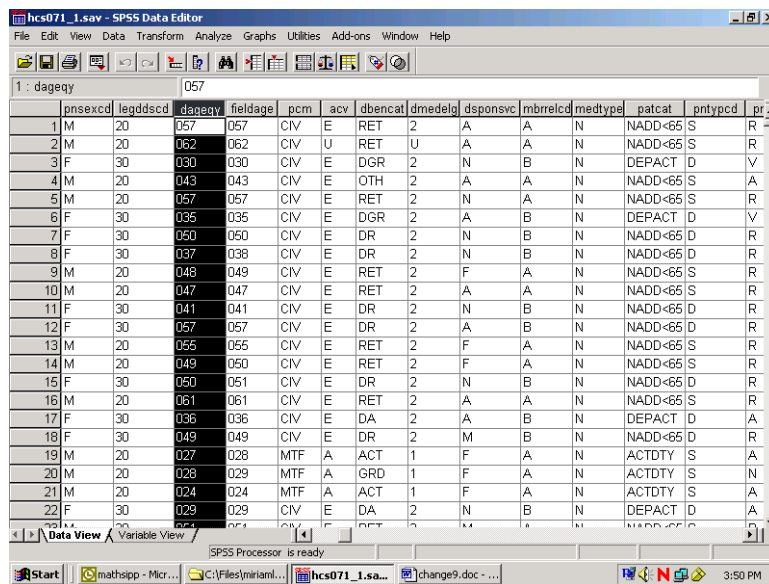 hcs071_1.sav - SPSS Data Editor
File Edit View Data Transform Analyze Graphs Utilities Add-ons Window Help
1 : dageqy 057
pnsexcd legddscd dageqy fieldage pcm acv dbencat dmedelg dsponsvc mbrrelcd medtype patcat pntypcd
1 M 20 057 057 CIV E RET 2 A A N NADD<65 S R
2 M 20 062 062 CIV U RET U A A N NADD<65 S R
3 F 30 030 030 CIV E DGR 2 N B N DEPACT D V
4 M 20 043 043 CIV E OTH 2 A A N NADD<65 S A
5 M 20 057 057 CIV E RET 2 N A N NADD<65 S R
6 F 30 035 035 CIV E DGR 2 A B N DEPACT D V
7 F 30 050 050 CIV E DR 2 N B N NADD<65 D R
8 F 30 037 038 CIV E DR 2 N B N NADD<65 D R
9 M 20 048 049 CIV E RET 2 F A N NADD<65 S R
10 M 20 047 047 CIV E RET 2 A A N NADD<65 S R
11 F 30 041 041 CIV E DR 2 N B N NADD<65 D R
12 F 30 057 057 CIV E DR 2 A B N NADD<65 D R
13 M 20 055 055 CIV E RET 2 F A N NADD<65 S R
14 M 20 049 050 CIV E RET 2 F A N NADD<65 S R
15 F 30 050 051 CIV E DR 2 N B N NADD<65 D R
16 M 20 061 061 CIV E RET 2 A A N NADD<65 S R
17 F 30 036 036 CIV E DA 2 A B N DEPACT D A
18 F 30 049 049 CIV E DR 2 M B N NADD<65 D R
19 M 20 027 028 MTF A ACT 1 F A N ACTDTY S A
20 M 20 028 029 MTF A GRD 1 F A N ACTDTY S N
21 M 20 024 024 MTF A ACT 1 F A N ACTDTY S A
22 F 30 029 029 CIV E DA 2 N B N DEPACT D A
Data View Variable View
SPSS Processor is ready
Start mathsipp - Micr... C:\Files\miriaml... hcs071_1.sa... change9.doc - ... 3:50 PM